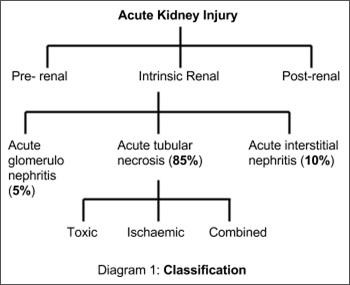 Acute Kidney Injury
Pre- renal
Intrinsic Renal
Post-renal
Acute
glomerulo
nephritis
(5%)
Acute tubular
necrosis (85%)
Acute interstitial
nephritis (10%)
Toxic
Ischaemic
Combined
Diagram 1: Classification